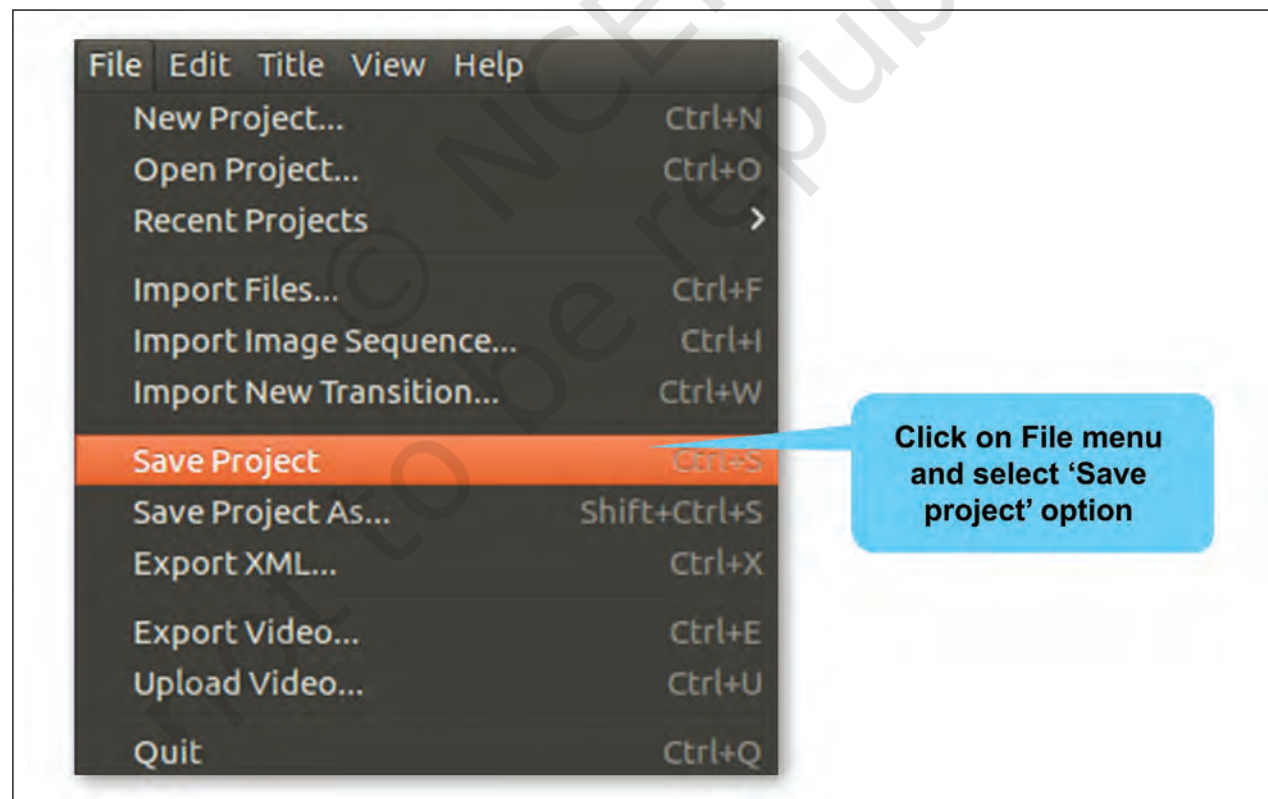 File Edit Title View Help
New Project... Ctrl+N
Open Project... Ctrl+O
Recent Projects >
Import Files... Ctrl+F
Import Image Sequence... Ctrl+I
Import New Transition... Ctrl+W
Save Project Ctrl+S
Save Project As... Shift+Ctrl+S
Export XML... Ctrl+X
Export Video... Ctrl+E
Upload Video... Ctrl+U
Quit Ctrl+Q
Click on File menu
and select ‘Save
project’ option